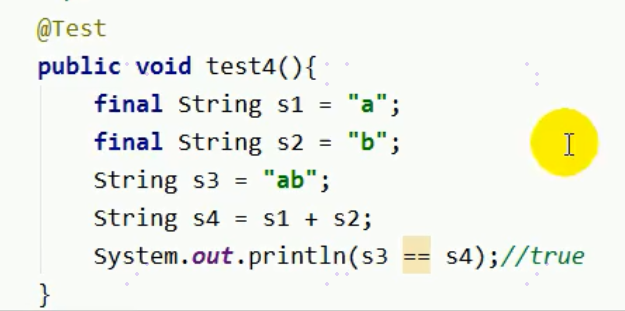 @Test
public void test4(){
    final String s1 = "a";
    final String s2 = "b";
    String s3 = "ab";
    String s4 = s1 + s2;
    System.out.println(s3 == s4);//true
}